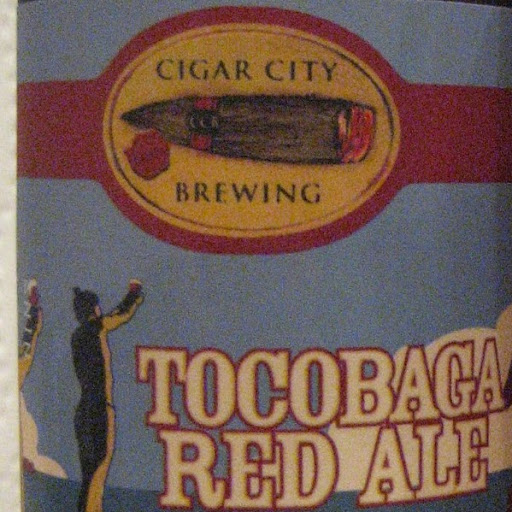 CIGAR CITY
BREWING
TOCOBAGA
RED ALE